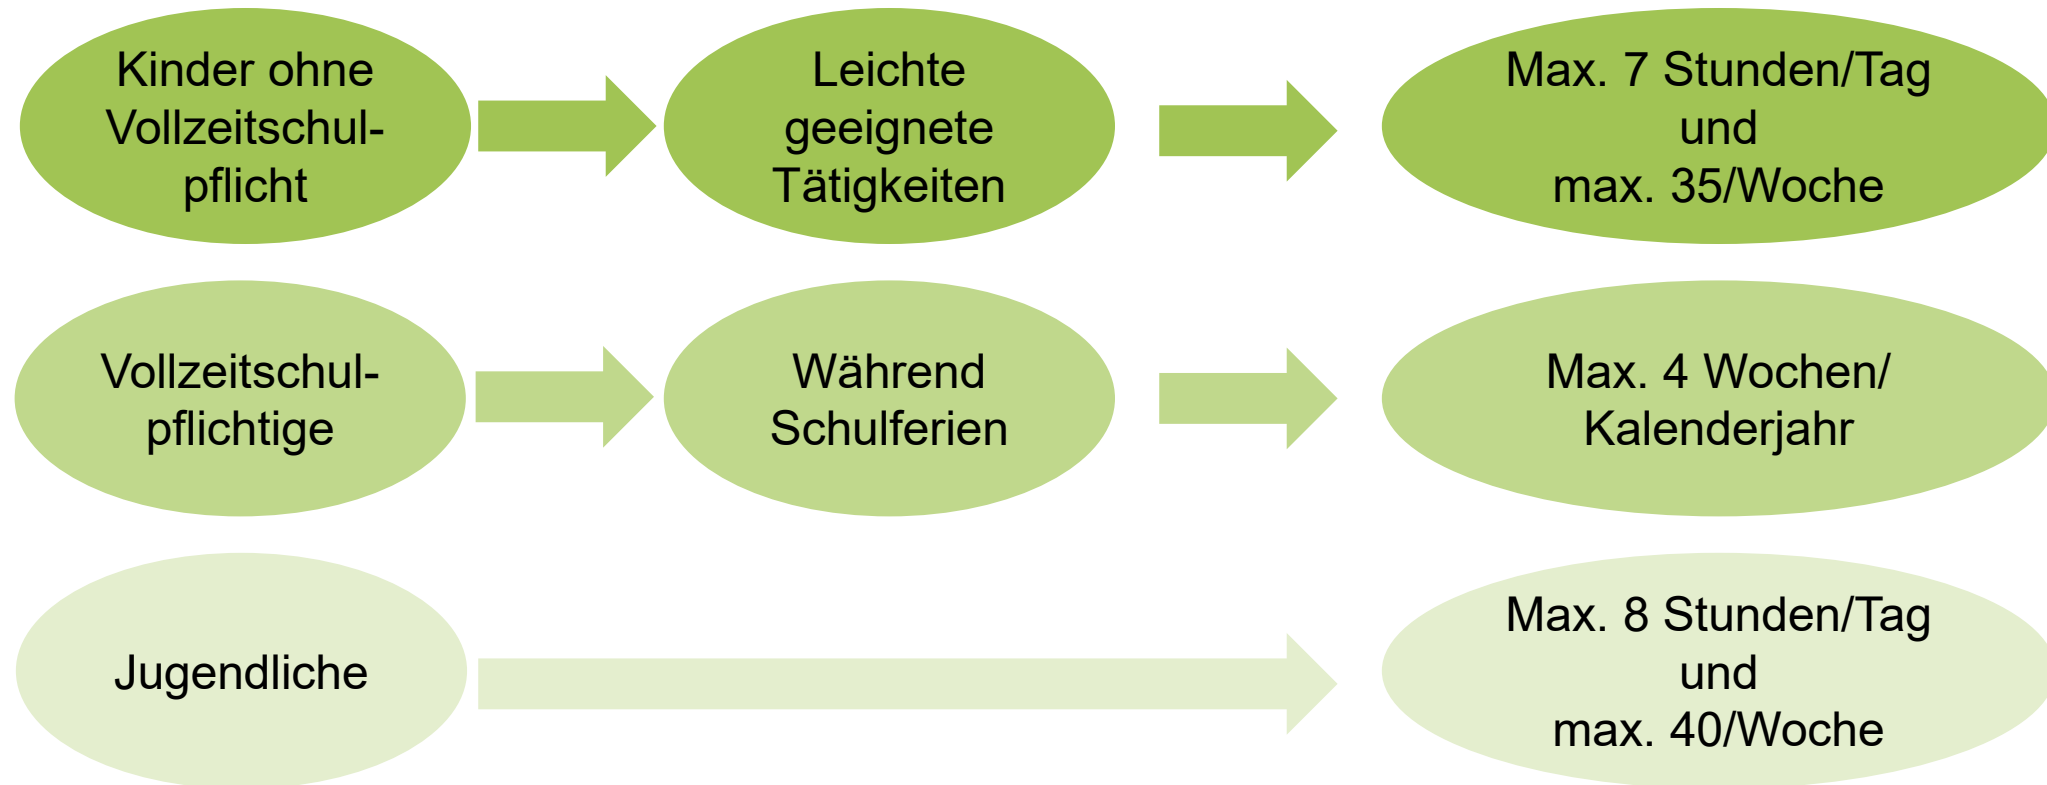 Kinder ohne
Vollzeitschul-
pflicht
Leichte
geeignete
Tätigkeiten
Max. 7 Stunden/Tag
und
max. 35/Woche
Vollzeitschul-
pflichtige
Während
Schulferien
Max. 4 Wochen/
Kalenderjahr
Jugendliche
Max. 8 Stunden/Tag
und
max. 40/Woche